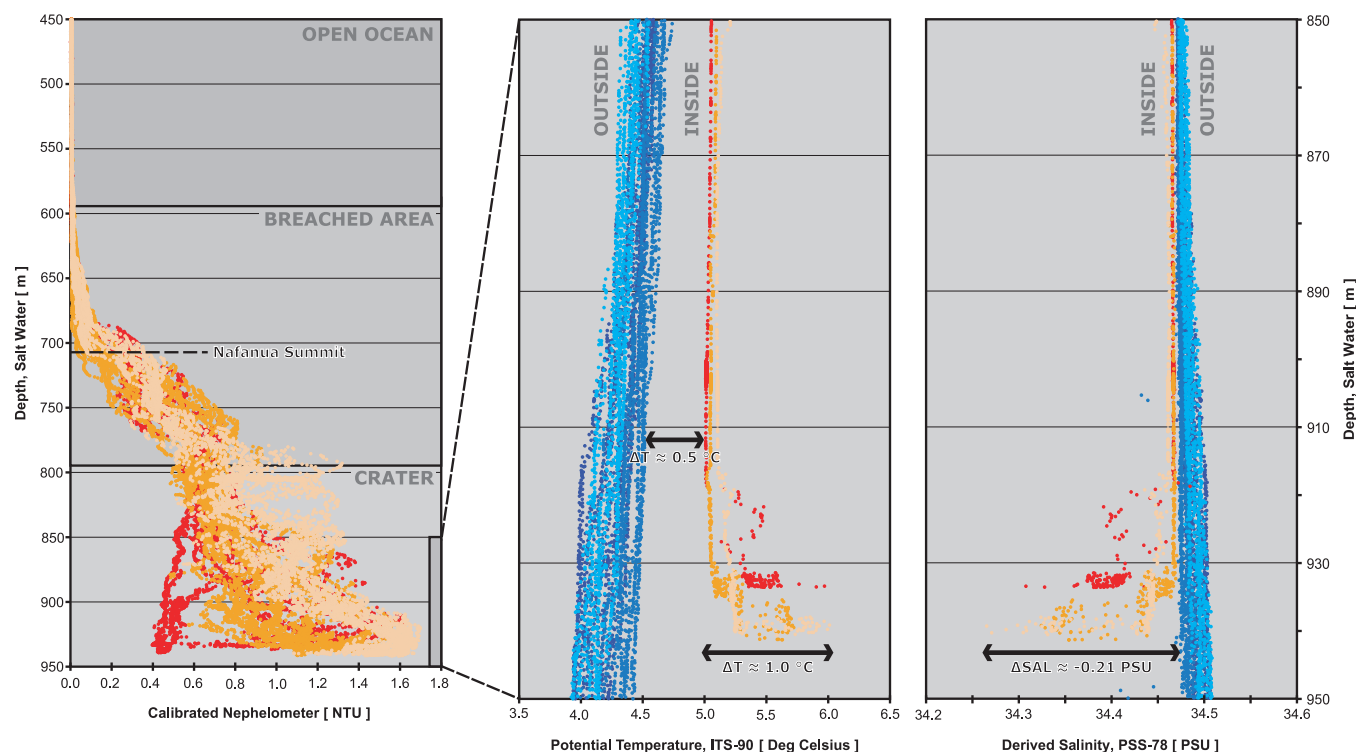 450
500
550
600
650
700
750
800
850
900
950
Depth, Salt Water [ m ]
OPEN OCEAN
BREACHED AREA
Nafanua Summit
CRATER
0.0 0.2 0.4 0.6 0.8 1.0 1.2 1.4 1.6 1.8
Calibrated Nephelometer [ NTU ]
OUTSIDE
INSIDE
ΔT ≈ 0.5 °C
ΔT ≈ 1.0 °C
3.5 4.0 4.5 5.0 5.5 6.0 6.5
Potential Temperature, ITS-90 [ Deg Celsius ]
INSIDE
OUTSIDE
ΔSAL ≈ -0.21 PSU
34.2 34.3 34.4 34.5 34.6
Derived Salinity, PSS-78 [ PSU ]
850
870
890
910
930
950
Depth, Salt Water [ m ]